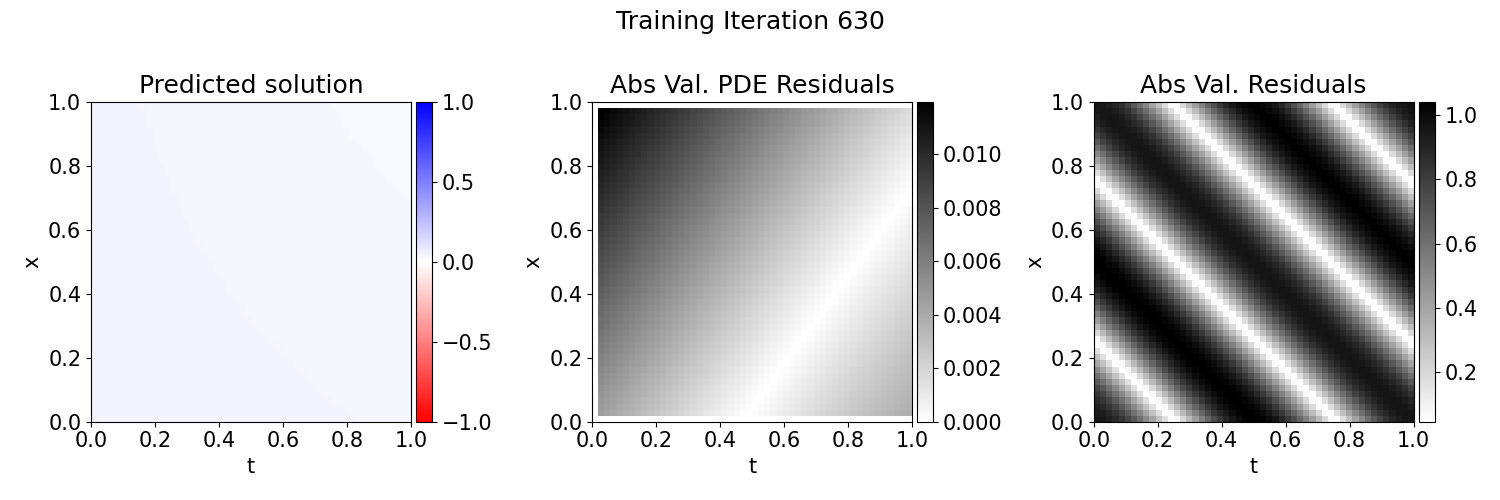 Training Iteration 630
Predicted solution
1.0
0.8
0.6
0.4
0.2
0.0
x
0.0 0.2 0.4 0.6 0.8 1.0
t
1.0
0.5
0.0
−0.5
−1.0
Abs Val. PDE Residuals
1.0
0.8
0.6
0.4
0.2
0.0
x
0.0 0.2 0.4 0.6 0.8 1.0
t
0.010
0.008
0.006
0.004
0.002
0.000
Abs Val. Residuals
1.0
0.8
0.6
0.4
0.2
0.0
x
0.0 0.2 0.4 0.6 0.8 1.0
t
1.0
0.8
0.6
0.4
0.2